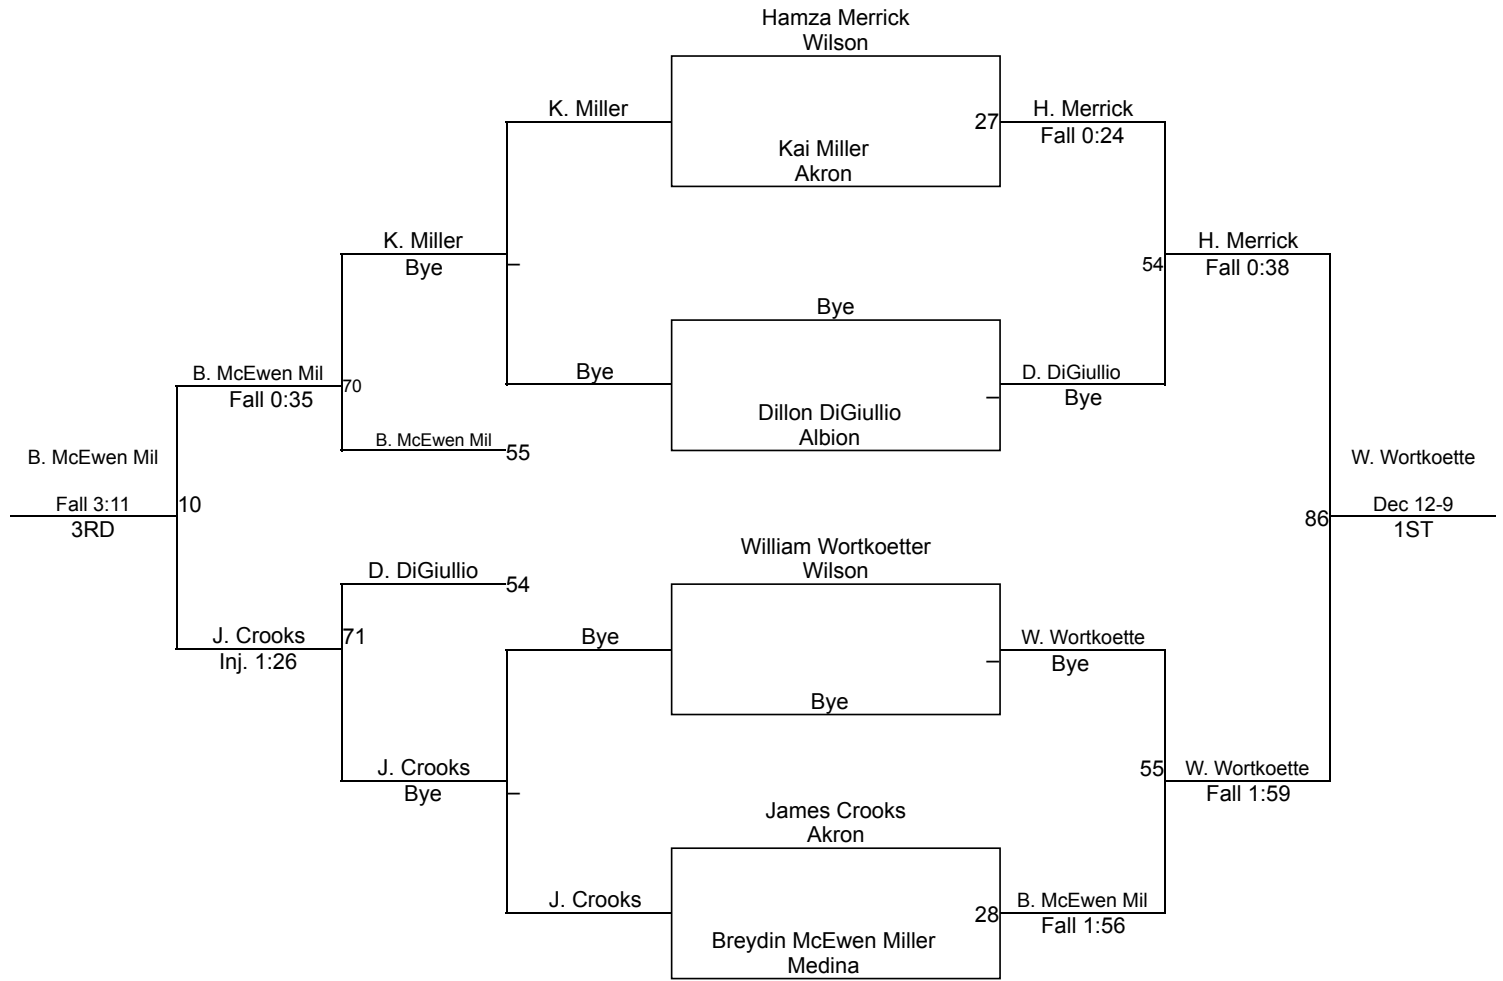 Hamza Merrick
Wilson
K. Miller
27
H. Merrick
Fall 0:24
Kai Miller
Akron
K. Miller
Bye
54
H. Merrick
Fall 0:38
Bye
B. McEwen Mil
Fall 0:35
70
Bye
D. DiGiullio
Bye
Dillon DiGiullio
Albion
B. McEwen Mil
55
B. McEwen Mil
Fall 3:11
3RD
10
W. Wortkoette
Dec 12-9
1ST
86
William Wortkoetter
Wilson
D. DiGiullio
54
J. Crooks
Inj. 1:26
71
Bye
W. Wortkoette
Bye
Bye
J. Crooks
Bye
55
W. Wortkoette
Fall 1:59
James Crooks
Akron
J. Crooks
28
B. McEwen Mil
Fall 1:56
Breydin McEwen Miller
Medina